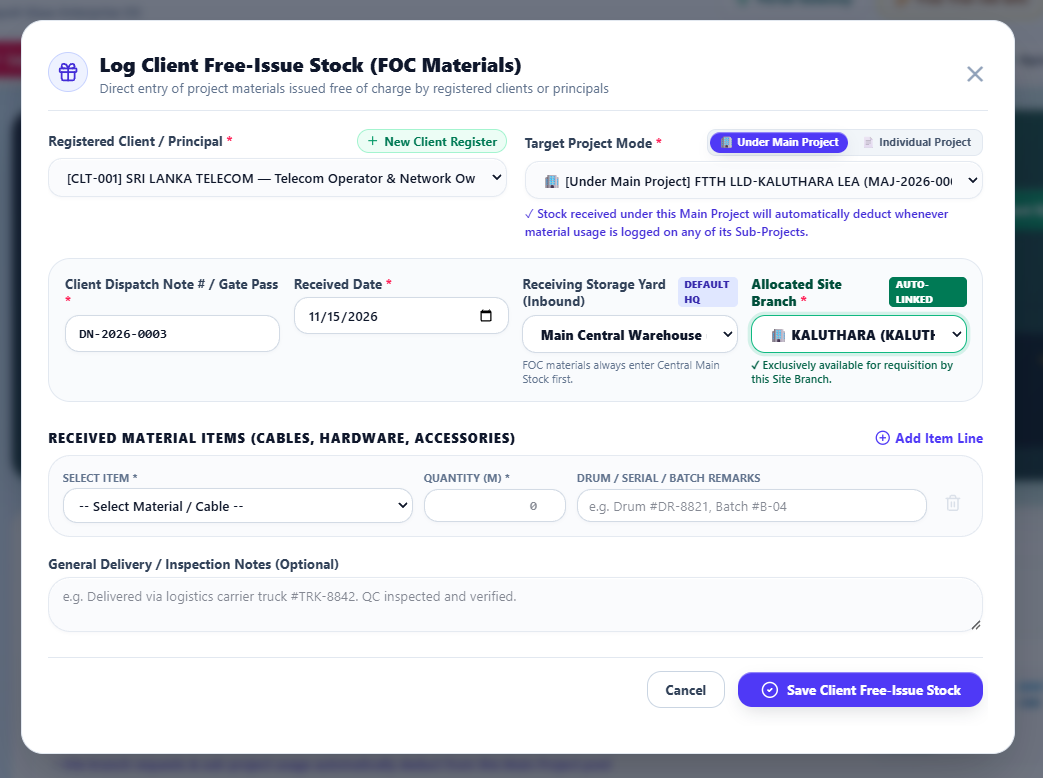 Log Client Free-Issue Stock (FOC Materials)
Direct entry of project materials issued free of charge by registered clients or principals
Registered Client / Principal *
+ New Client Register
[CLT-001] SRI LANKA TELECOM — Telecom Operator & Network Ow
Target Project Mode *
Under Main Project
Individual Project
[Under Main Project] FTTH LLD-KALUTHARA LEA (MAJ-2026-00
✓ Stock received under this Main Project will automatically deduct whenever
material usage is logged on any of its Sub-Projects.
Client Dispatch Note # / Gate Pass
*
DN-2026-0003
Received Date *
11/15/2026
Receiving Storage Yard
(Inbound)
DEFAULT
HQ
Main Central Warehouse
FOC materials always enter Central Main
Stock first.
Allocated Site
Branch *
AUTO-
LINKED
KALUTHARA (KALUTH
✓ Exclusively available for requisition by
this Site Branch.
RECEIVED MATERIAL ITEMS (CABLES, HARDWARE, ACCESSORIES)
Add Item Line
SELECT ITEM *
-- Select Material / Cable --
QUANTITY (M) *
0
DRUM / SERIAL / BATCH REMARKS
e.g. Drum #DR-8821, Batch #B-04
General Delivery / Inspection Notes (Optional)
e.g. Delivered via logistics carrier truck #TRK-8842. QC inspected and verified.
Cancel
Save Client Free-Issue Stock